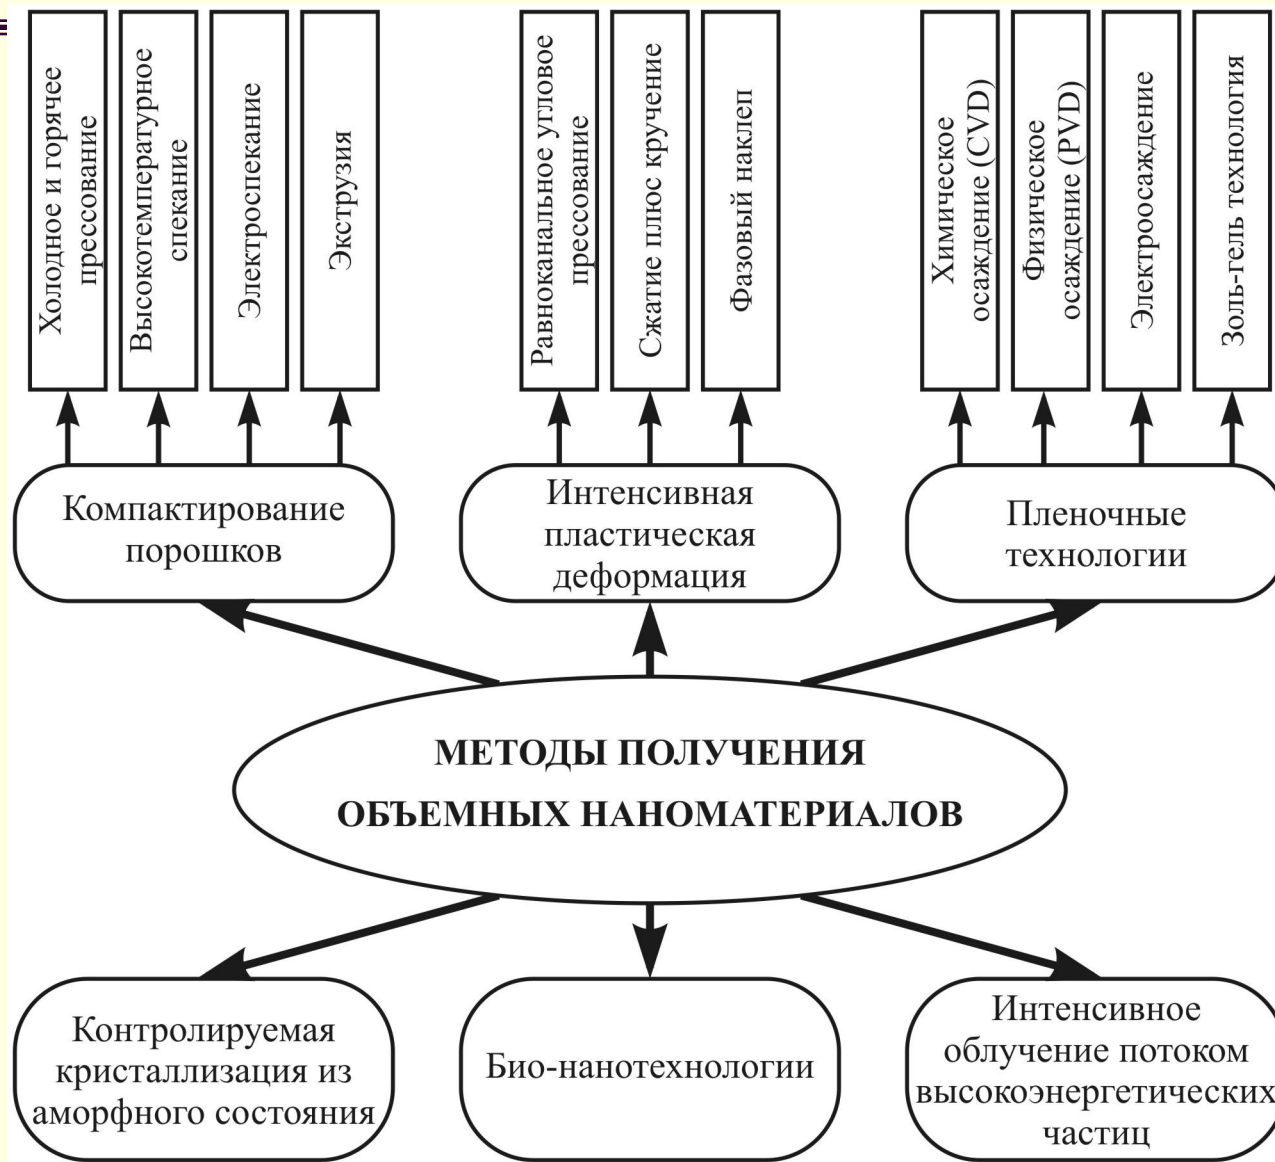 Холодное и горячее
прессование
Высокотемпературное
спекание
Электроспекание
Экструзия
Равноканальное угловое
прессование
Сжатие плюс кручение
Фазовый наклеп
Химическое
осаждение (CVD)
Физическое
осаждение (PVD)
Электроосаждение
Золь-гель технология
Компактирование
порошков
Интенсивная
пластическая
деформация
Пленочные
технологии
МЕТОДЫ ПОЛУЧЕНИЯ
ОБЪЕМНЫХ НАНОМАТЕРИАЛОВ
Контролируемая
кристаллизация из
аморфного состояния
Био-нанотехнологии
Интенсивное
облучение потоком
высокоэнергетических
частиц